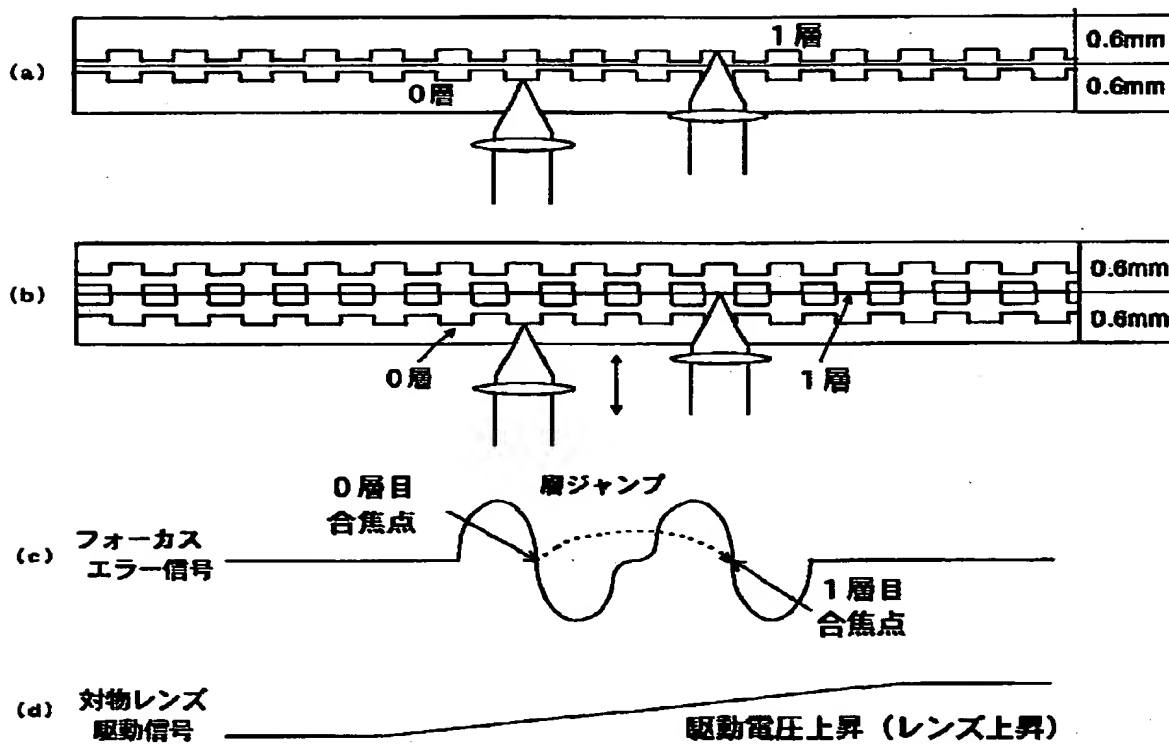 (a)
1層
0.6mm
0層
0.6mm
(b)
0.6mm
0.6mm
0層
1層
0層目
合焦点
層ジャンプ
(c) フォーカス
エラー信号
1層目
合焦点
(d) 対物レンズ
駆動信号
駆動電圧上昇（レンズ上昇）